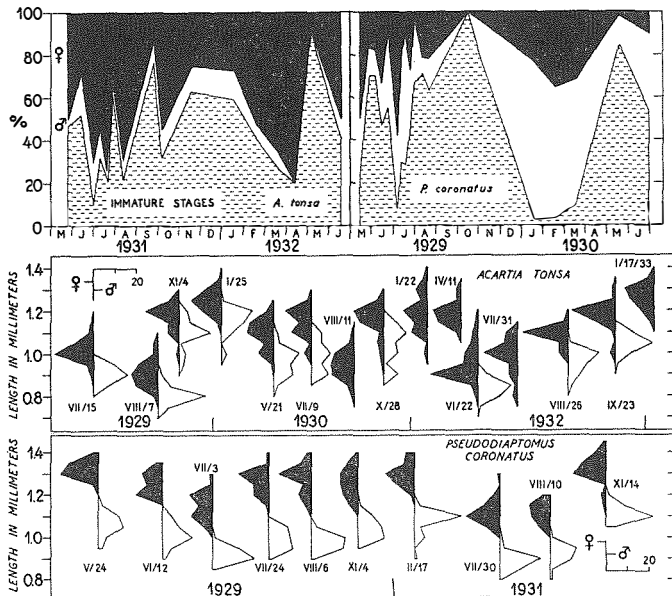 100
80
60
40
20
0
♀
%
♂
IMMATURE STAGES
A. tonsa
P. coronatus
M J J A S O N D J F M A M J
1931 1932
M J J A S O N D J F M A M J
1929 1930
LENGTH IN MILLIMETERS
1.4
1.2
1.0
0.8
♀
♂
20
XI/4
I/25
I/22
IV/11
ACARTIA TONSA
I/17/33
VIII/11
VII/31
VII/15
VIII/7
V/21
VII/9
X/28
VI/22
VIII/26
IX/23
1929 1930 1932
LENGTH IN MILLIMETERS
1.4
1.2
1.0
0.8
PSEUDODIAPTOMUS
CORONATUS
VII/3
VIII/10
XI/14
V/24
VI/12
VII/24
VIII/6
XI/4
II/17
VII/30
♀
♂
20
1929 1931